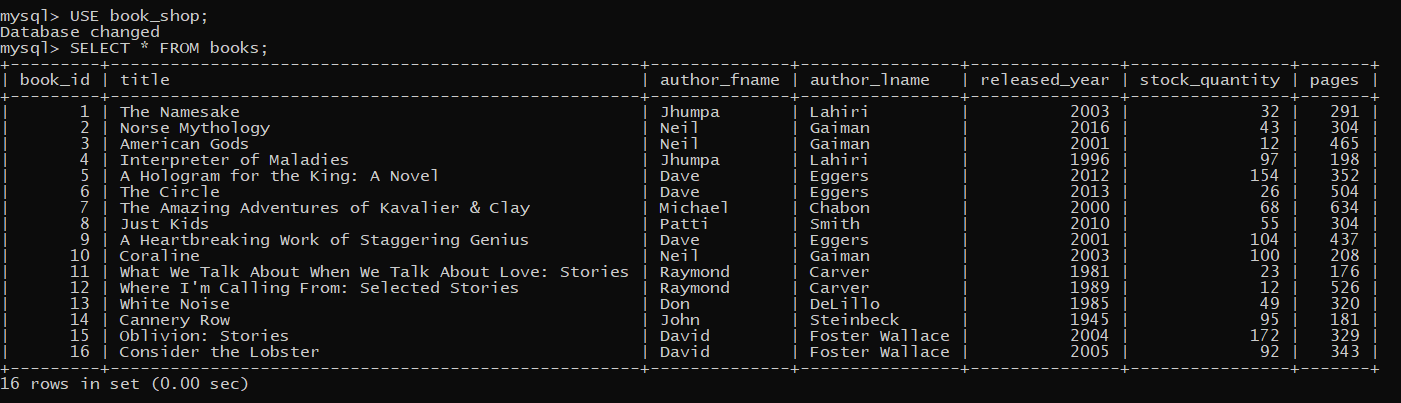 mysql> USE book_shop;
Database changed
mysql> SELECT * FROM books;
+---------+-----------------------------------------------------+--------------+----------------+---------------+----------------+-------+
| book_id | title                                               | author_fname | author_lname   | released_year | stock_quantity | pages |
+---------+-----------------------------------------------------+--------------+----------------+---------------+----------------+-------+
|       1 | The Namesake                                        | Jhumpa       | Lahiri         |          2003 |             32 |   291 |
|       2 | Norse Mythology                                     | Neil         | Gaiman         |          2016 |             43 |   304 |
|       3 | American Gods                                       | Neil         | Gaiman         |          2001 |             12 |   465 |
|       4 | Interpreter of Maladies                             | Jhumpa       | Lahiri         |          1996 |             97 |   198 |
|       5 | A Hologram for the King: A Novel                    | Dave         | Eggers         |          2012 |            154 |   352 |
|       6 | The Circle                                          | Dave         | Eggers         |          2013 |             26 |   504 |
|       7 | The Amazing Adventures of Kavalier & Clay           | Michael      | Chabon         |          2000 |             68 |   634 |
|       8 | Just Kids                                           | Patti        | Smith          |          2010 |             55 |   304 |
|       9 | A Heartbreaking Work of Staggering Genius           | Dave         | Eggers         |          2001 |            104 |   437 |
|      10 | Coraline                                            | Neil         | Gaiman         |          2003 |            100 |   208 |
|      11 | What We Talk About When We Talk About Love: Stories | Raymond      | Carver         |          1981 |             23 |   176 |
|      12 | Where I'm Calling From: Selected Stories            | Raymond      | Carver         |          1989 |             12 |   526 |
|      13 | White Noise                                         | Don          | DeLillo        |          1985 |             49 |   320 |
|      14 | Cannery Row                                         | John         | Steinbeck      |          1945 |             95 |   181 |
|      15 | Oblivion: Stories                                   | David        | Foster Wallace |          2004 |            172 |   329 |
|      16 | Consider the Lobster                                | David        | Foster Wallace |          2005 |             92 |   343 |
+---------+-----------------------------------------------------+--------------+----------------+---------------+----------------+-------+
16 rows in set (0.00 sec)